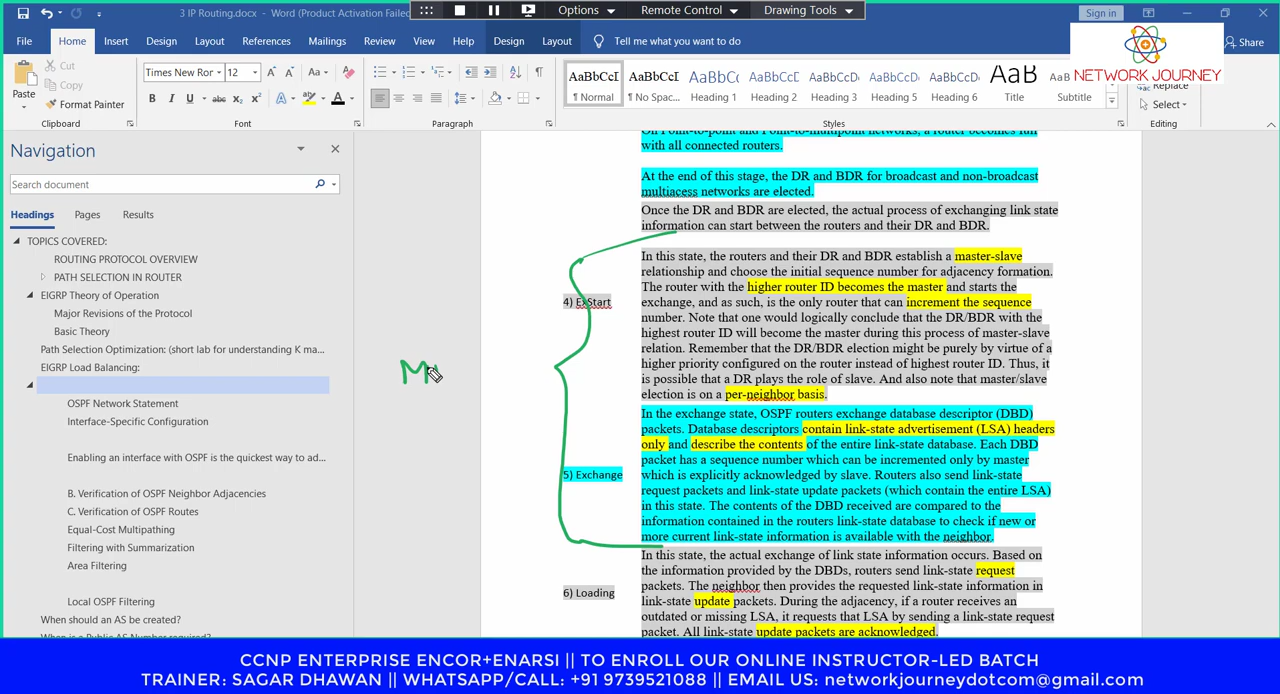 3 IP Routing.docx - Word (Product Activation Failed
Options
Remote Control
Drawing Tools
Sign in
File Home Insert Design Layout References Mailings Review View Help Design Layout Tell me what you want to do
Share
NETWORK JOURNEY
Paste
Cut
Copy
Format Painter
Times New Ror 12
B I U abc
AaBbCcI AaBbCcI AaBbC AaBbCcI AaBbCcD AaBbCcD AaBbCcD AaB
¶ Normal ¶ No Spac... Heading 1 Heading 2 Heading 3 Heading 5 Heading 6 Title Subtitle
Replace
Select
Clipboard Font Paragraph Styles Editing
Navigation
Search document
Headings Pages Results
TOPICS COVERED:
ROUTING PROTOCOL OVERVIEW
PATH SELECTION IN ROUTER
EIGRP Theory of Operation
Major Revisions of the Protocol
Basic Theory
Path Selection Optimization: (short lab for understanding K ma...
EIGRP Load Balancing:
OSPF Network Statement
Interface-Specific Configuration
Enabling an interface with OSPF is the quickest way to ad...
B. Verification of OSPF Neighbor Adjacencies
C. Verification of OSPF Routes
Equal-Cost Multipathing
Filtering with Summarization
Area Filtering
Local OSPF Filtering
When should an AS be created?
When is a Public AS Number required?
On Point-to-point and Point-to-multipoint networks, a router becomes full
with all connected routers.
At the end of this stage, the DR and BDR for broadcast and non-broadcast
multiacess networks are elected.
Once the DR and BDR are elected, the actual process of exchanging link state
information can start between the routers and their DR and BDR.
4) ExStart
In this state, the routers and their DR and BDR establish a master-slave
relationship and choose the initial sequence number for adjacency formation.
The router with the higher router ID becomes the master and starts the
exchange, and as such, is the only router that can increment the sequence
number. Note that one would logically conclude that the DR/BDR with the
highest router ID will become the master during this process of master-slave
relation. Remember that the DR/BDR election might be purely by virtue of a
higher priority configured on the router instead of highest router ID. Thus, it
is possible that a DR plays the role of slave. And also note that master/slave
election is on a per-neighbor basis.
5) Exchange
In the exchange state, OSPF routers exchange database descriptor (DBD)
packets. Database descriptors contain link-state advertisement (LSA) headers
only and describe the contents of the entire link-state database. Each DBD
packet has a sequence number which can be incremented only by master
which is explicitly acknowledged by slave. Routers also send link-state
request packets and link-state update packets (which contain the entire LSA)
in this state. The contents of the DBD received are compared to the
information contained in the routers link-state database to check if new or
more current link-state information is available with the neighbor.
6) Loading
In this state, the actual exchange of link state information occurs. Based on
the information provided by the DBDs, routers send link-state request
packets. The neighbor then provides the requested link-state information in
link-state update packets. During the adjacency, if a router receives an
outdated or missing LSA, it requests that LSA by sending a link-state request
packet. All link-state update packets are acknowledged.
CCNP ENTERPRISE ENCOR+ENARSI || TO ENROLL OUR ONLINE INSTRUCTOR-LED BATCH
TRAINER: SAGAR DHAWAN || WHATSAPP/CALL: +91 9739521088 || EMAIL US: networkjourneydotcom@gmail.com